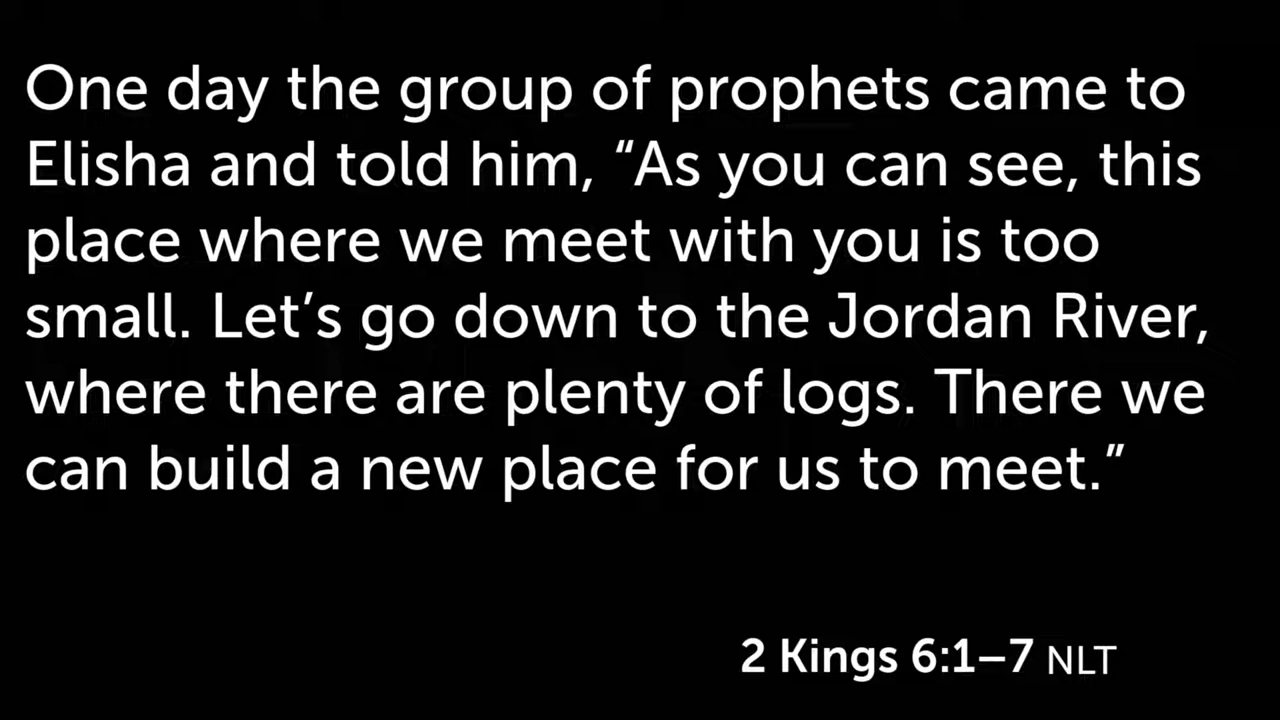 One day the group of prophets came to
Elisha and told him, “As you can see, this
place where we meet with you is too
small. Let’s go down to the Jordan River,
where there are plenty of logs. There we
can build a new place for us to meet.”
2 Kings 6:1–7 NLT